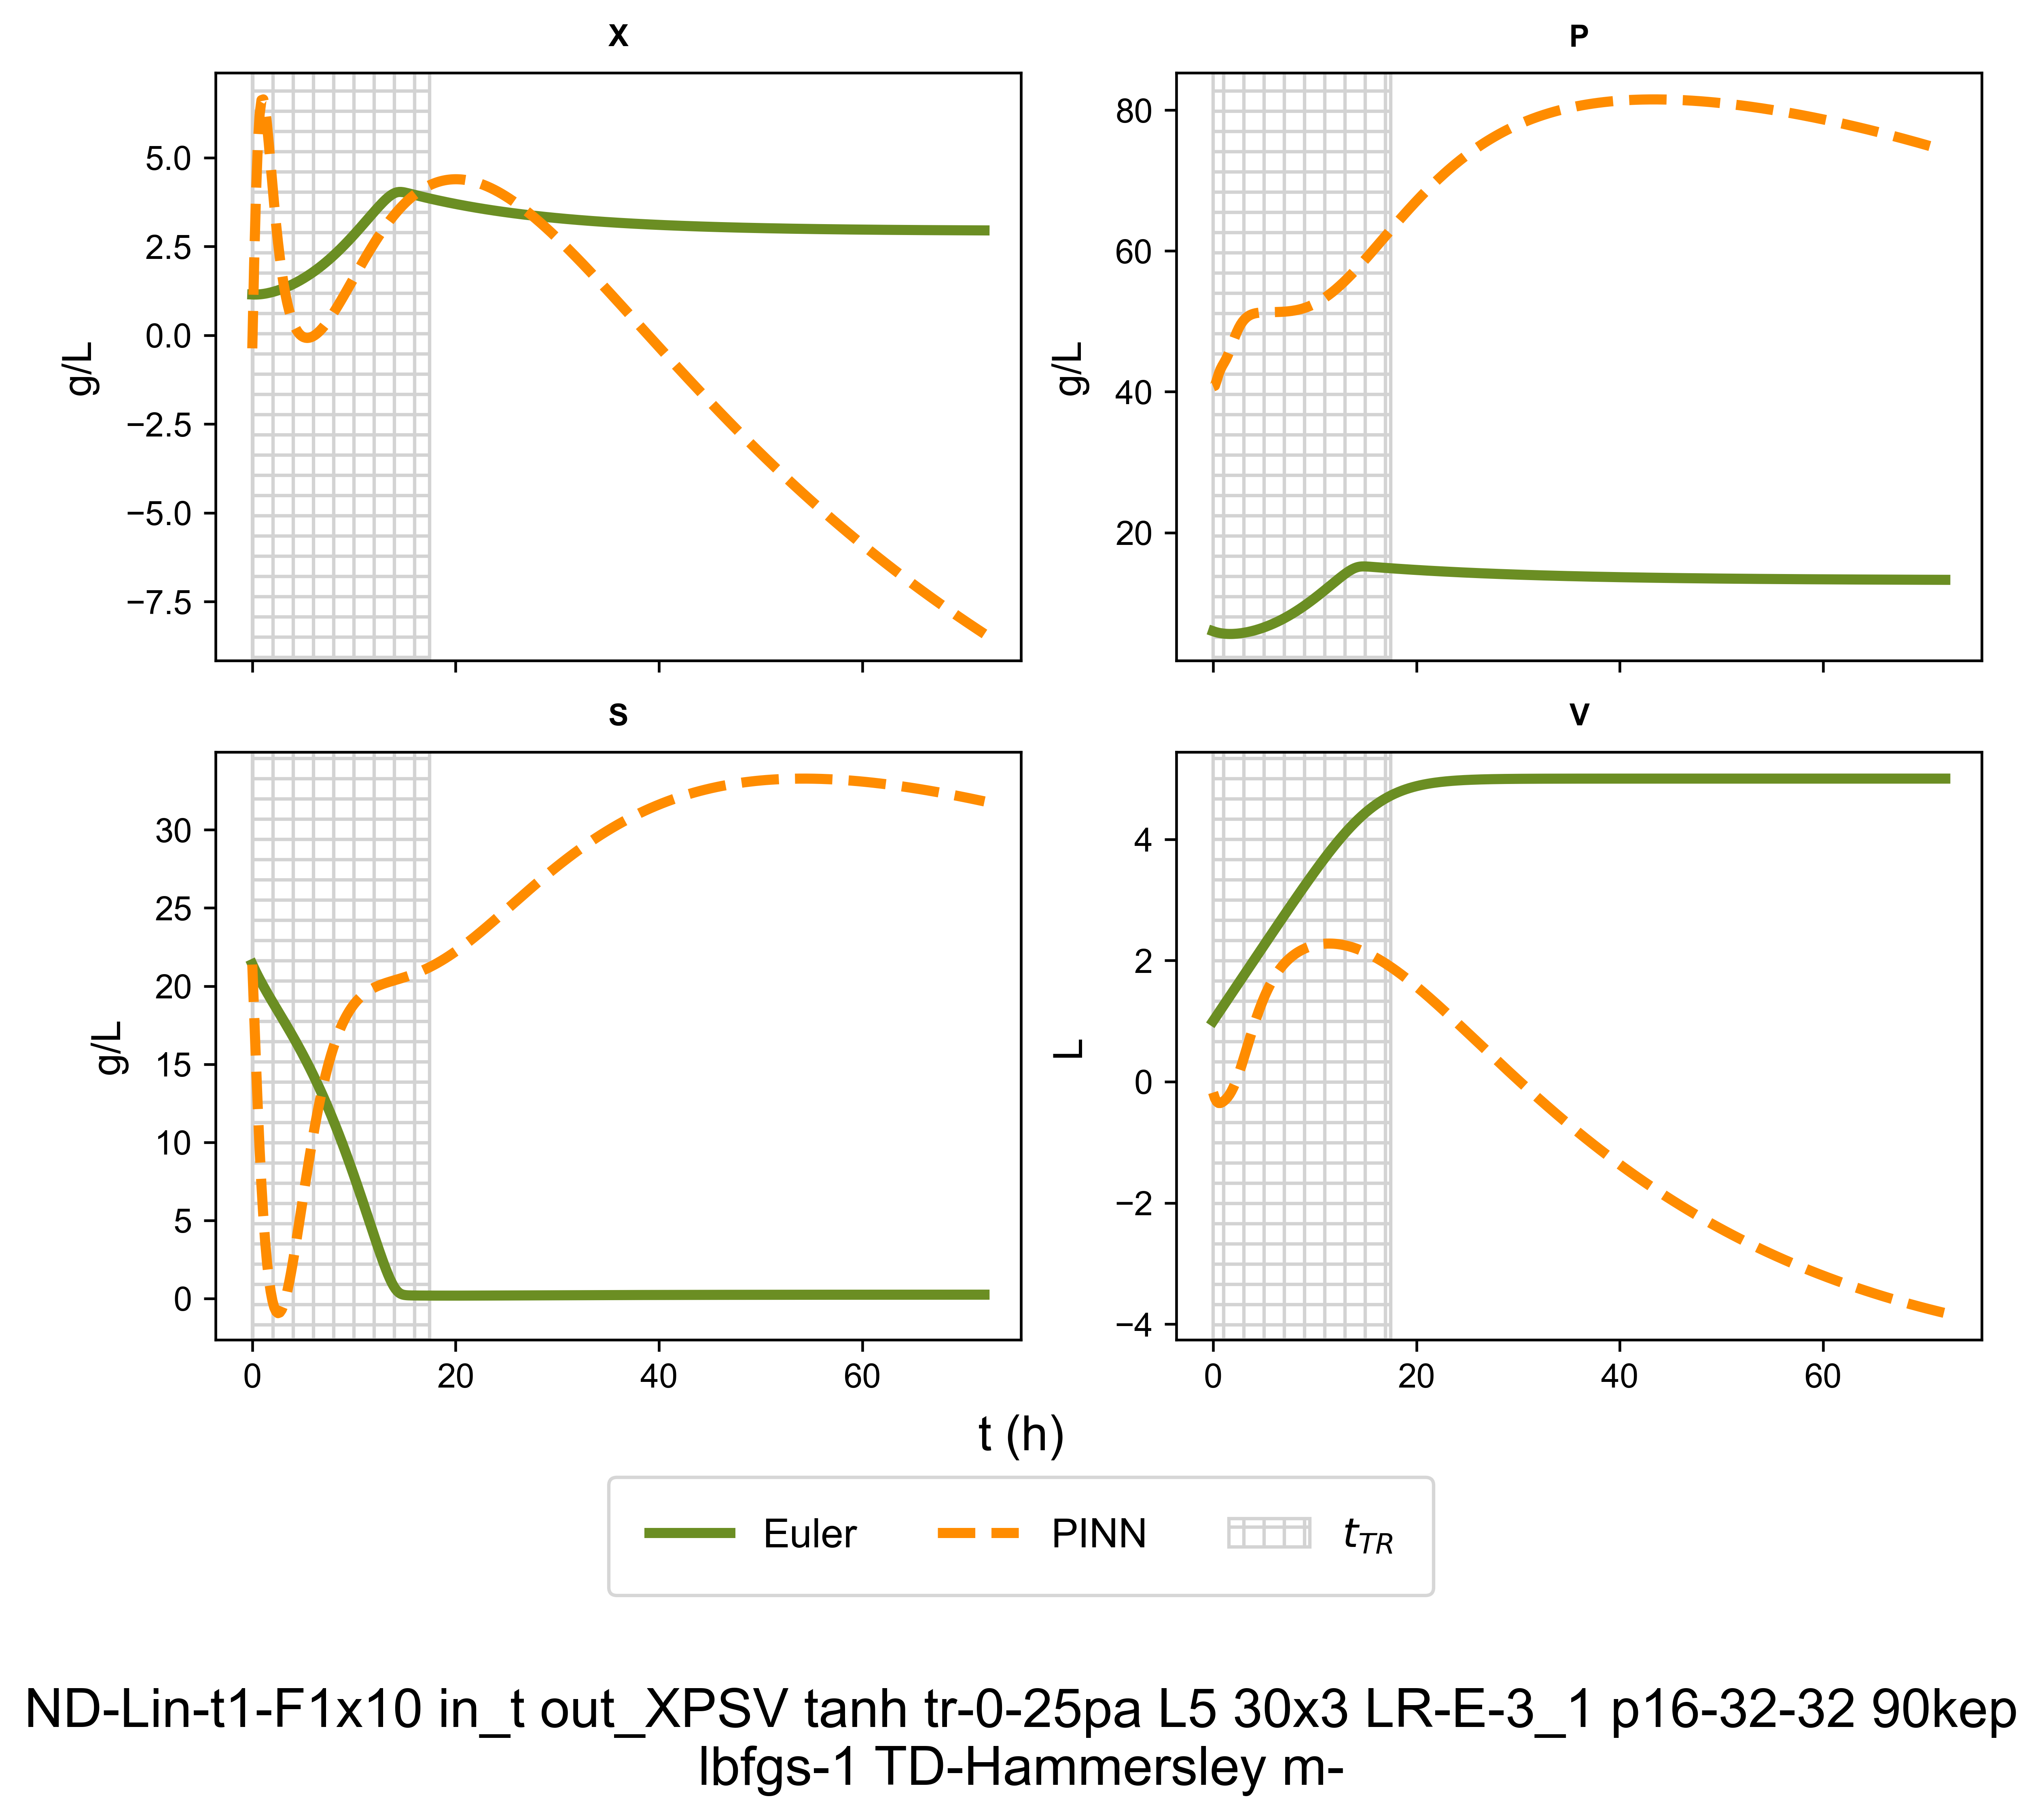 X
P
5.0
2.5
0.0
−2.5
−5.0
−7.5
g/L
80
60
40
20
g/L
S
V
30
25
20
15
10
5
0
g/L
4
2
0
−2
−4
L
0 20 40 60
0 20 40 60
t (h)
Euler PINN t_{TR}
ND-Lin-t1-F1x10 in_t out_XPSV tanh tr-0-25pa L5 30x3 LR-E-3_1 p16-32-32 90kep
lbfgs-1 TD-Hammersley m-